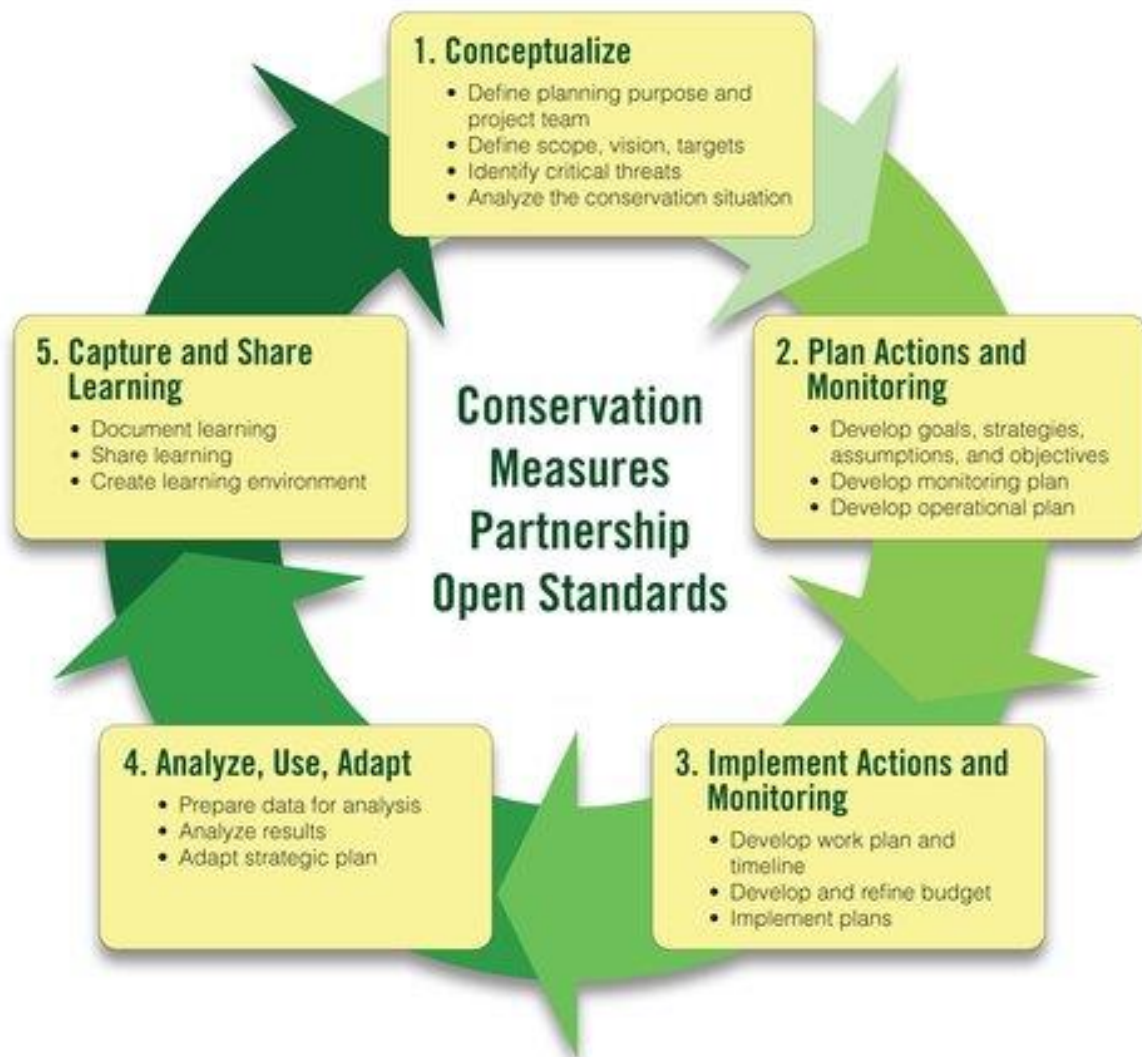 1. Conceptualize
• Define planning purpose and
project team
• Define scope, vision, targets
• Identify critical threats
• Analyze the conservation situation
2. Plan Actions and
Monitoring
• Develop goals, strategies,
assumptions, and objectives
• Develop monitoring plan
• Develop operational plan
3. Implement Actions and
Monitoring
• Develop work plan and
timeline
• Develop and refine budget
• Implement plans
4. Analyze, Use, Adapt
• Prepare data for analysis
• Analyze results
• Adapt strategic plan
5. Capture and Share
Learning
• Document learning
• Share learning
• Create learning environment
Conservation
Measures
Partnership
Open Standards